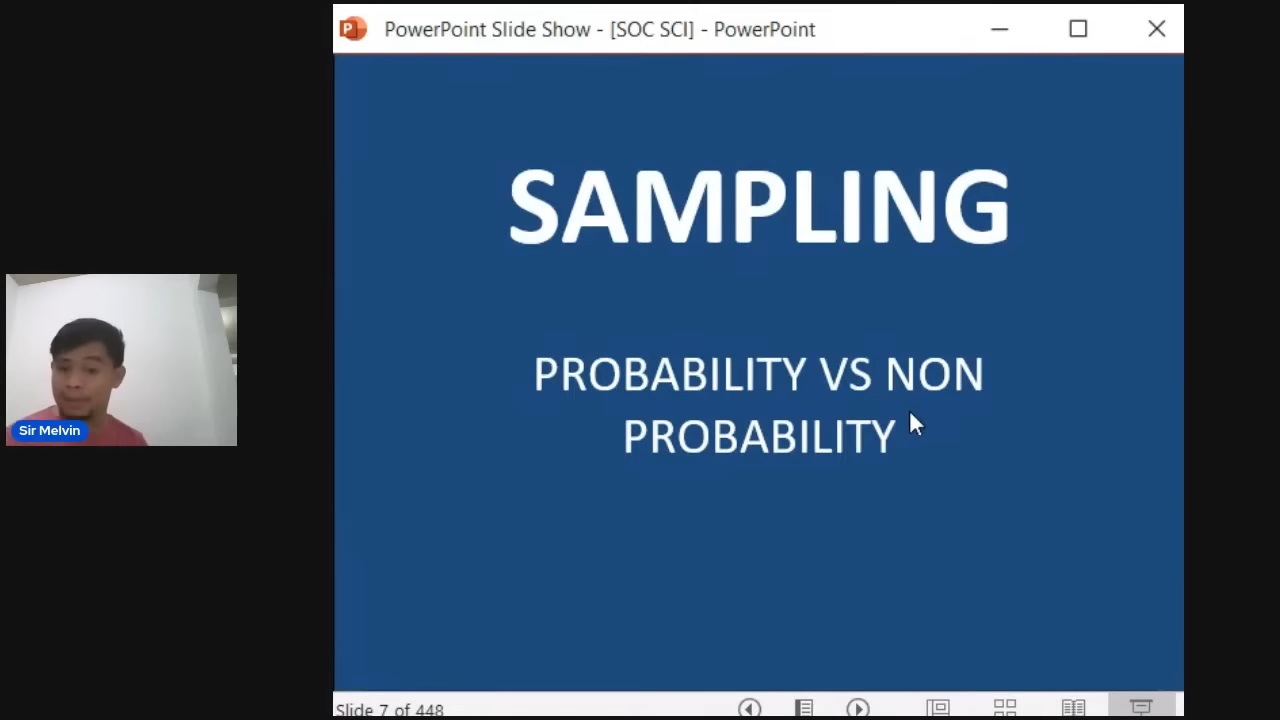 PowerPoint Slide Show - [SOC SCI] - PowerPoint
SAMPLING
PROBABILITY VS NON
PROBABILITY
Sir Melvin
Slide 7 of 448